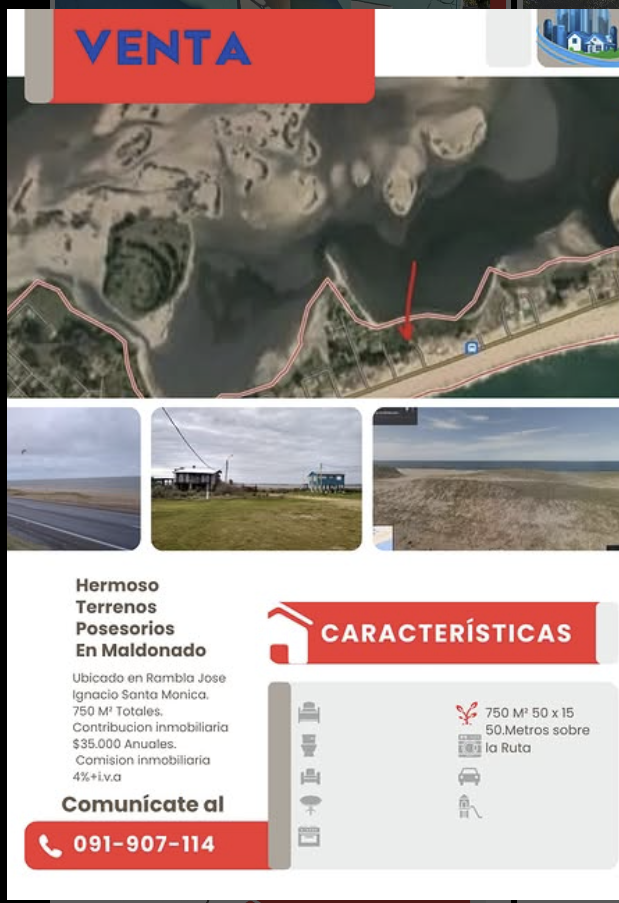 VENTA
Hermoso
Terrenos
Posesorios
En Maldonado
Ubicado en Rambla Jose
Ignacio Santa Monica.
750 M² Totales.
Contribucion inmobiliaria
$35.000 Anuales.
Comision inmobiliaria
4%+i.v.a
Comunícate al
091-907-114
CARACTERÍSTICAS
750 M² 50 x 15
50.Metros sobre
la Ruta